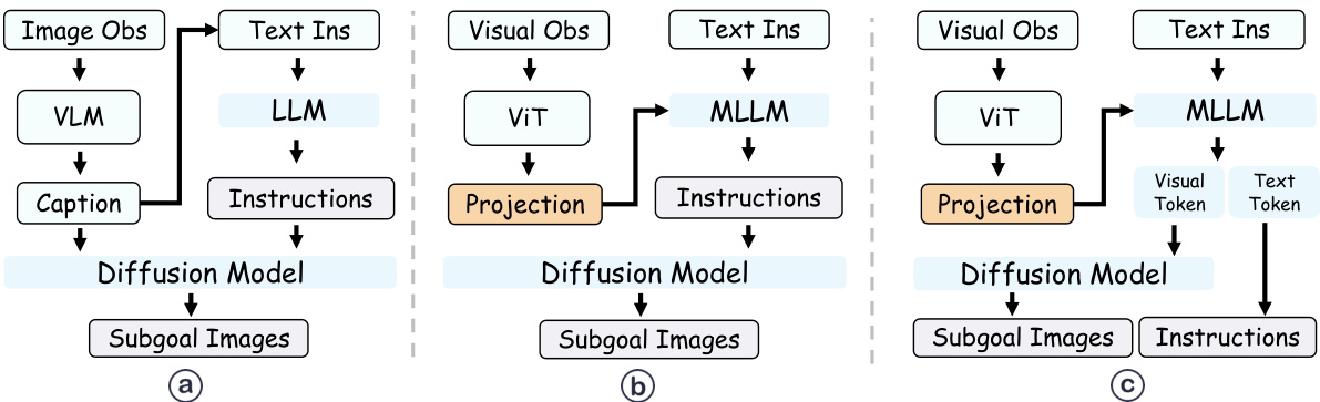 Image Obs
Text Ins
VLM
LLM
Caption
Instructions
Diffusion Model
Subgoal Images
a
Visual Obs
Text Ins
ViT
MLLM
Projection
Instructions
Diffusion Model
Subgoal Images
b
Visual Obs
Text Ins
ViT
MLLM
Projection
Visual
Token
Text
Token
Diffusion Model
Subgoal Images
Instructions
c